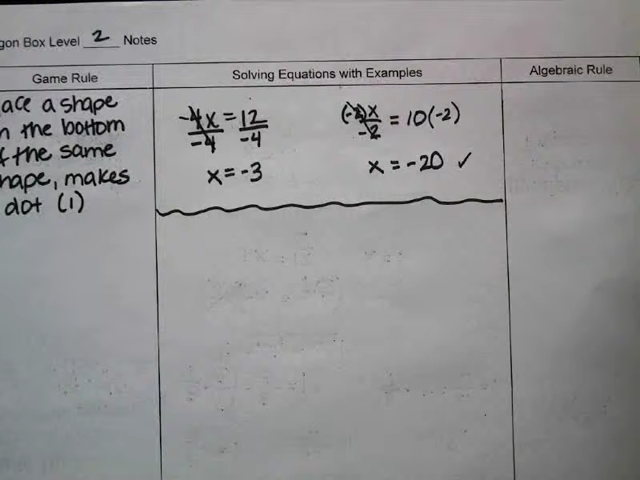 gon Box Level 2 Notes
Game Rule
Solving Equations with Examples
Algebraic Rule
ace a shape
n the bottom
f the same
hape, makes
dot (1)
-4x = 12
-4 -4
x = -3
(-2) x = 10(-2)
-2
x = -20 ✓